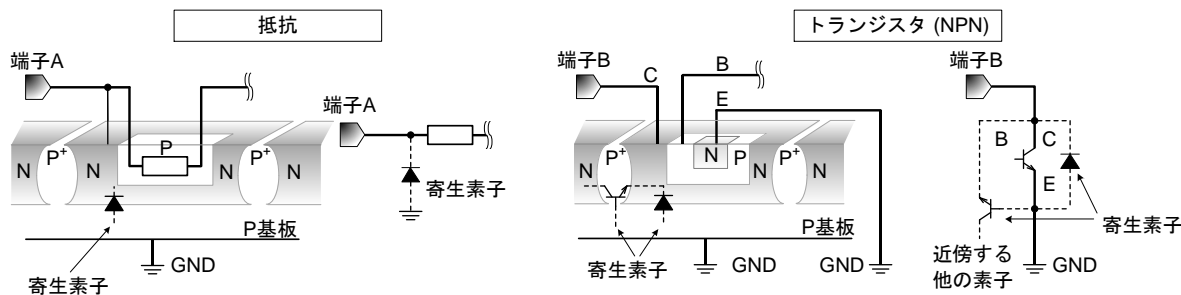 抵抗
端子A
N
P+
N
P
N
P+
N
P基板
GND
寄生素子
端子A
寄生素子
トランジスタ (NPN)
端子B
C
B
E
N
P+
N
N
P
N
P+
N
P基板
寄生素子
GND
GND
端子B
B
C
E
寄生素子
近傍する
他の素子
GND